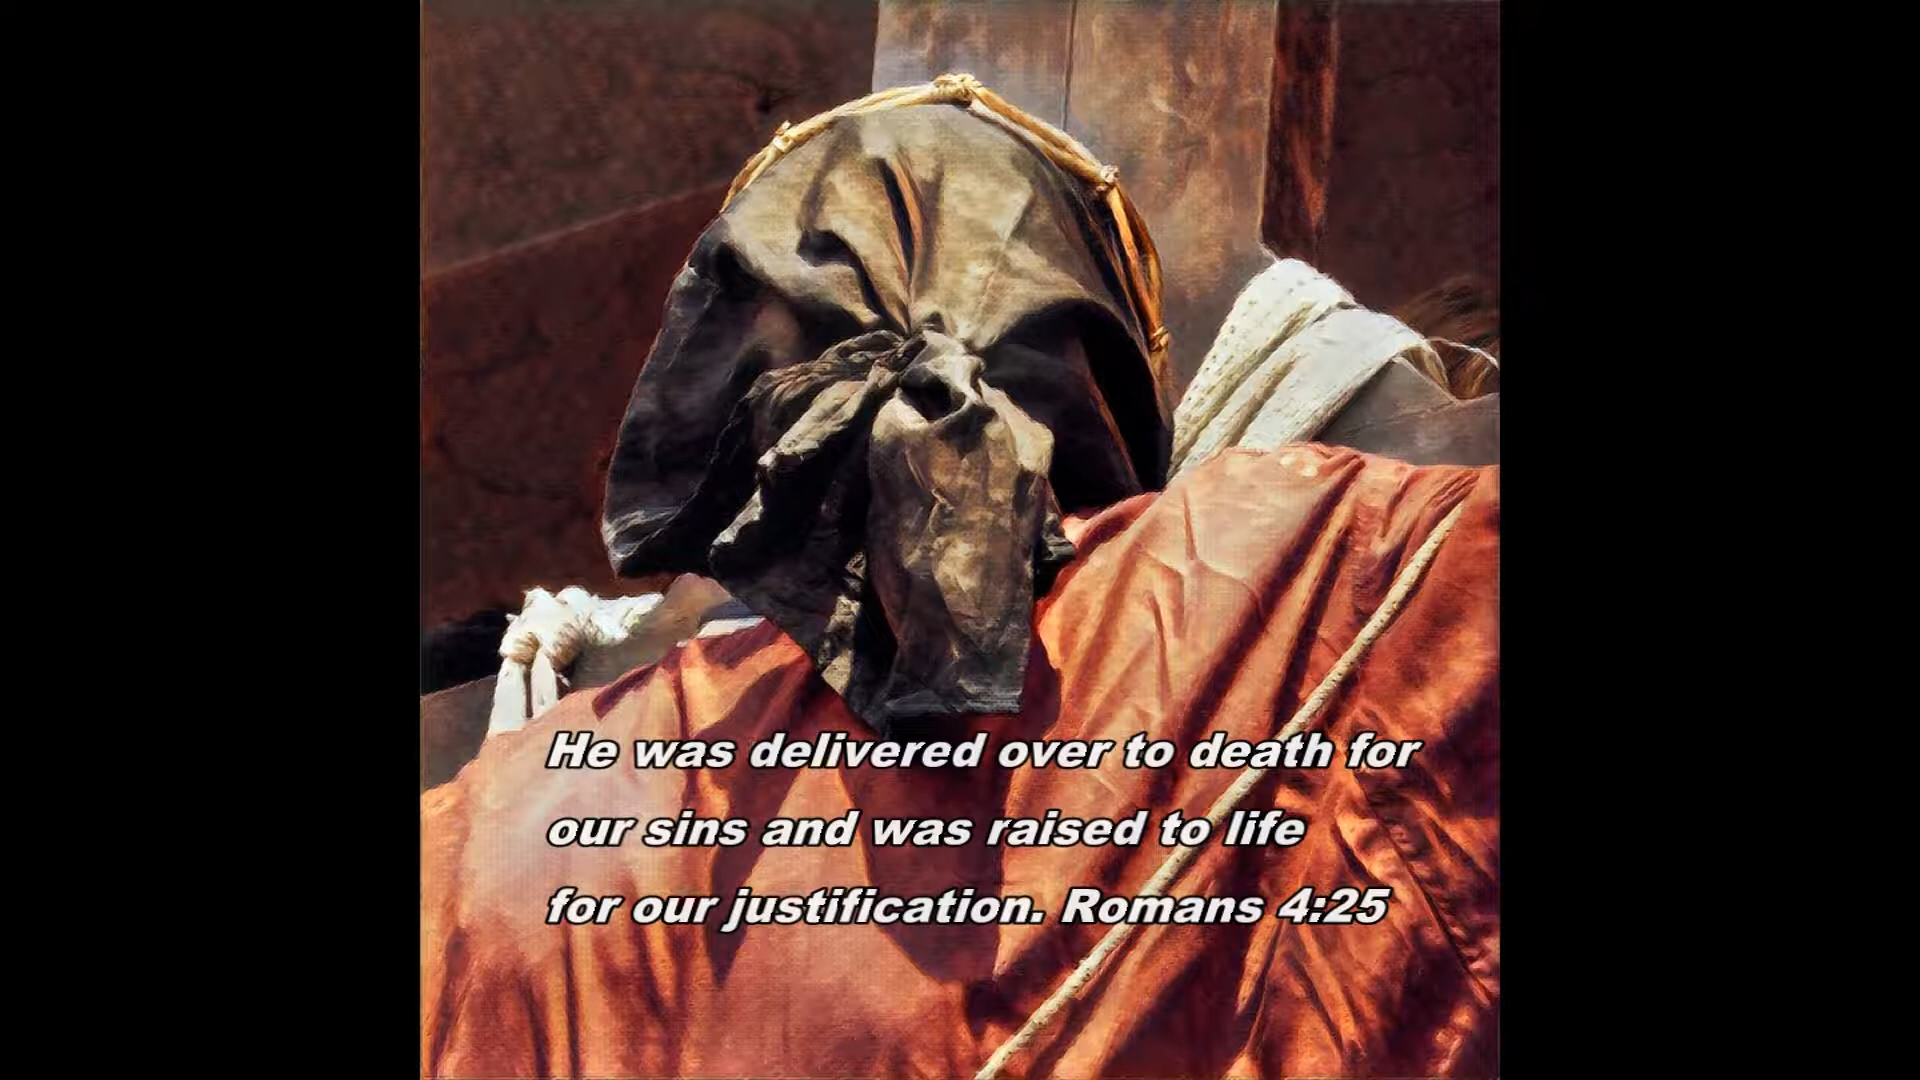 He was delivered over to death for
our sins and was raised to life
for our justification. Romans 4:25